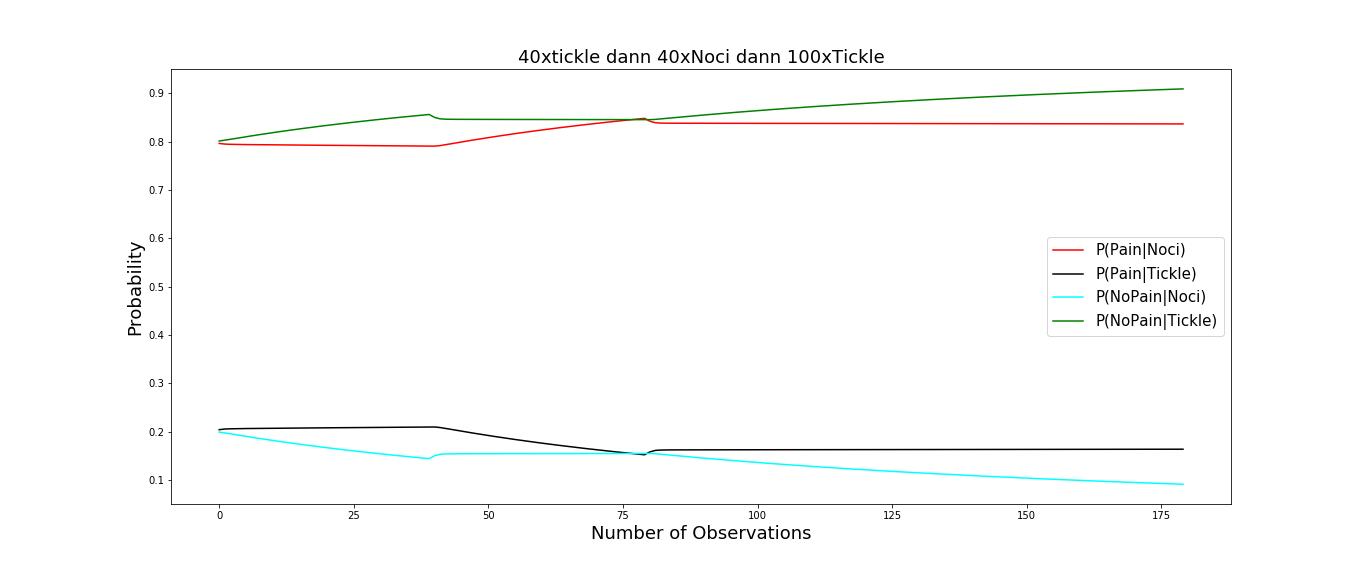 40xtickle dann 40xNoci dann 100xTickle
0.9
0.8
0.7
0.6
0.5
0.4
0.3
0.2
0.1
Probability
P(Pain|Noci)
P(Pain|Tickle)
P(NoPain|Noci)
P(NoPain|Tickle)
0 25 50 75 100 125 150 175
Number of Observations